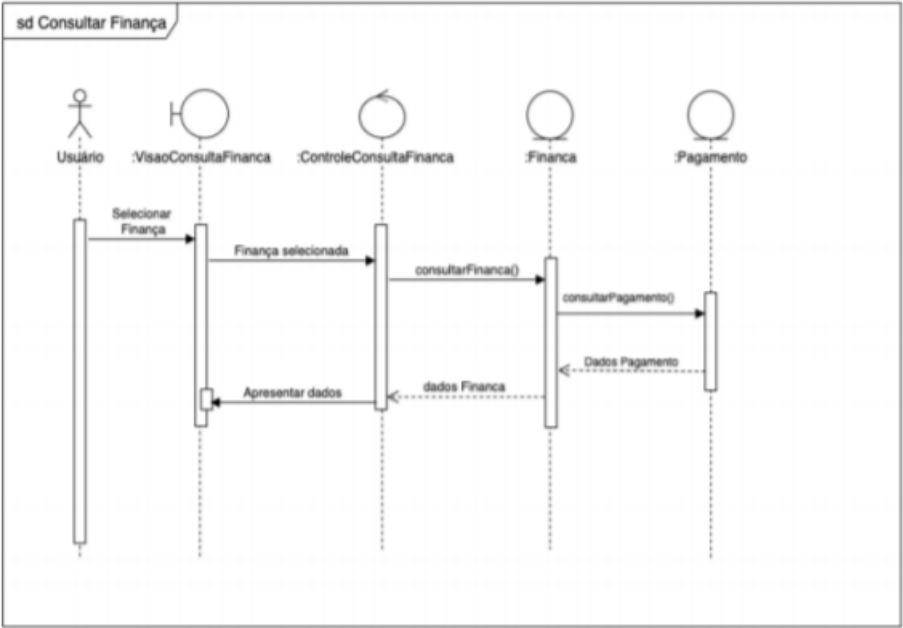 sd Consultar Finança
Usuário
:VisaoConsultaFinanca
:ControleConsultaFinanca
:Financa
:Pagamento
Selecionar
Finança
Finança selecionada
consultarFinanca()
consultarPagamento()
Dados Pagamento
dados Financa
Apresentar dados